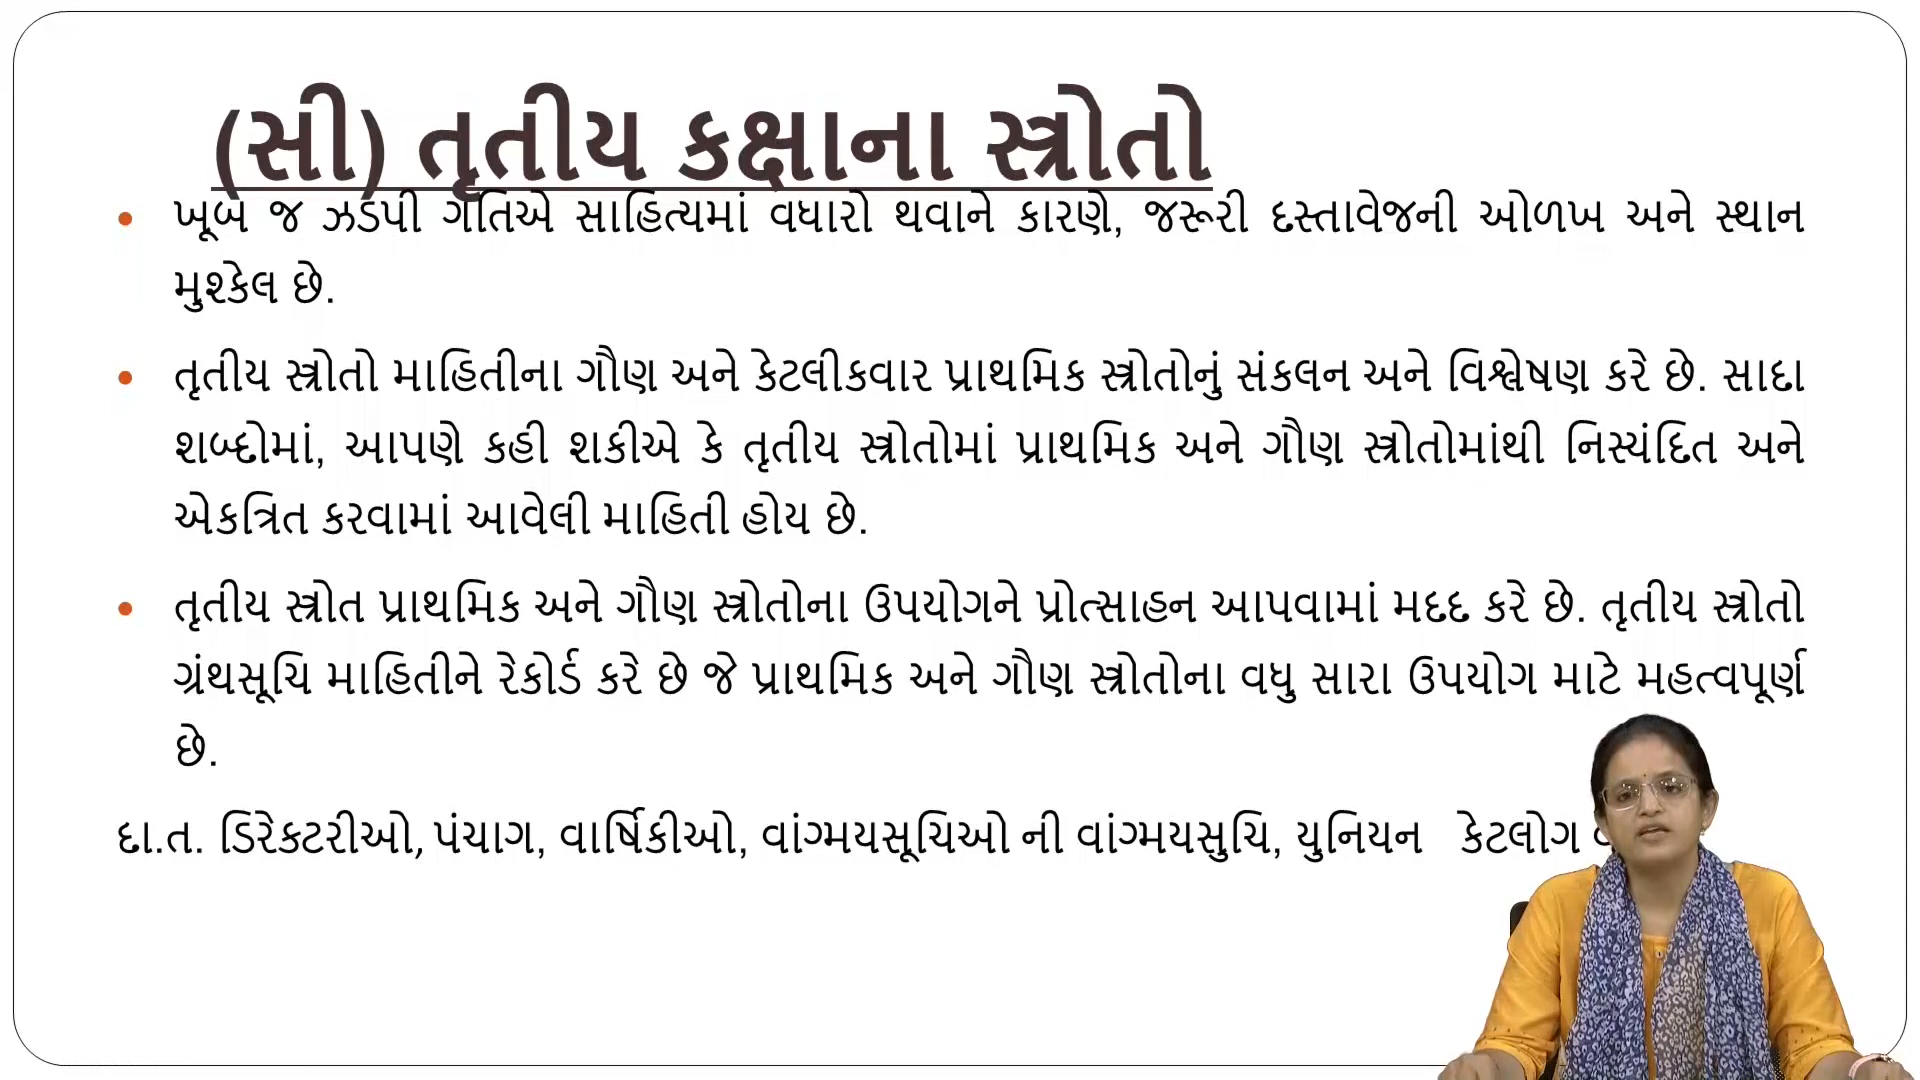 (સી) તૃતીય કક્ષાના સ્ત્રોતો
ખૂબ જ ઝડપી ગતિએ સાહિત્યમાં વધારો થવાને કારણે, જરૂરી દસ્તાવેજની ઓળખ અને સ્થાન
મુશ્કેલ છે.
તૃતીય સ્ત્રોતો માહિતીના ગૌણ અને કેટલીકવાર પ્રાથમિક સ્ત્રોતોનું સંકલન અને વિશ્લેષણ કરે છે. સાદા
શબ્દોમાં, આપણે કહી શકીએ કે તૃતીય સ્ત્રોતોમાં પ્રાથમિક અને ગૌણ સ્ત્રોતોમાંથી નિસ્યંદિત અને
એકત્રિત કરવામાં આવેલી માહિતી હોય છે.
તૃતીય સ્ત્રોત પ્રાથમિક અને ગૌણ સ્ત્રોતોના ઉપયોગને પ્રોત્સાહન આપવામાં મદદ કરે છે. તૃતીય સ્ત્રોતો
ગ્રંથસૂચિ માહિતીને રેકોર્ડ કરે છે જે પ્રાથમિક અને ગૌણ સ્ત્રોતોના વધુ સારા ઉપયોગ માટે મહત્વપૂર્ણ
છે.
દા.ત. ડિરેક્ટરીઓ, પંચાગ, વાર્ષિકીઓ, વાંગ્મયસૂચિઓ ની વાંગ્મયસુચિ, યુનિયન કેટલોગ